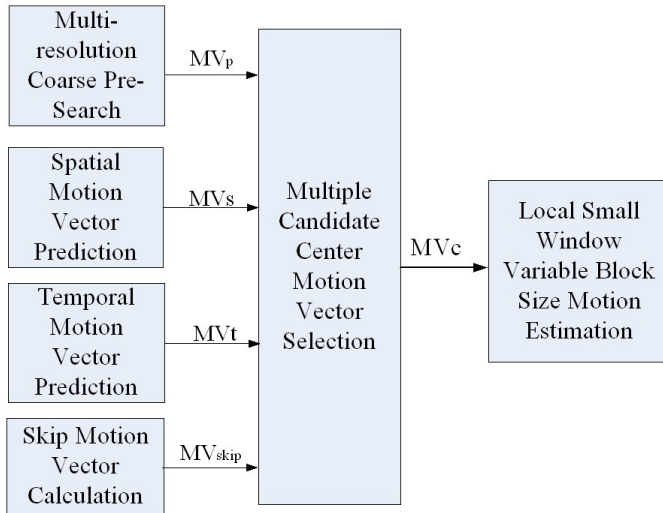 Multi-
resolution
Coarse Pre-
Search
MVp
Spatial
Motion
Vector
Prediction
MVs
Temporal
Motion
Vector
Prediction
MVt
Skip Motion
Vector
Calculation
MVskip
Multiple
Candidate
Center
Motion
Vector
Selection
MVc
Local Small
Window
Variable Block
Size Motion
Estimation